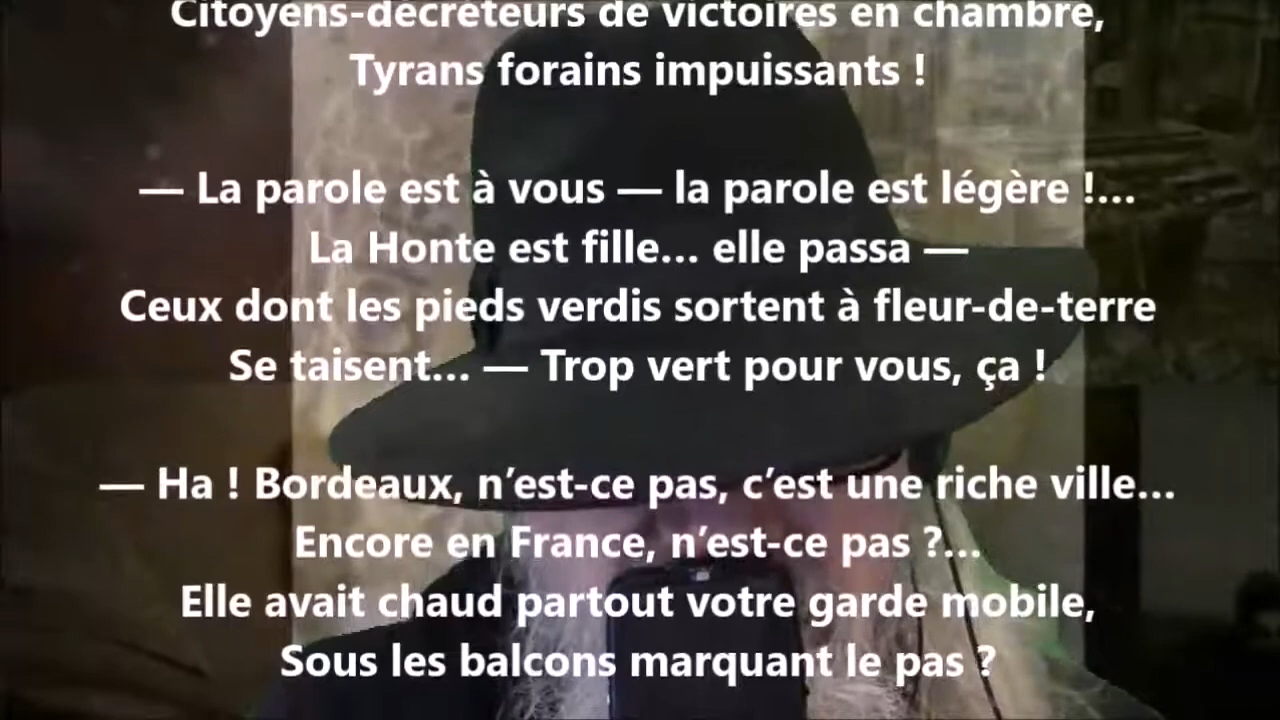 Citoyens-décréteurs de victoires en chambre,
Tyrans forains impuissants !
— La parole est à vous — la parole est légère !…
La Honte est fille… elle passa —
Ceux dont les pieds verdis sortent à fleur-de-terre
Se taisent… — Trop vert pour vous, ça !
— Ha ! Bordeaux, n’est-ce pas, c’est une riche ville…
Encore en France, n’est-ce pas ?…
Elle avait chaud partout votre garde mobile,
Sous les balcons marquant le pas ?